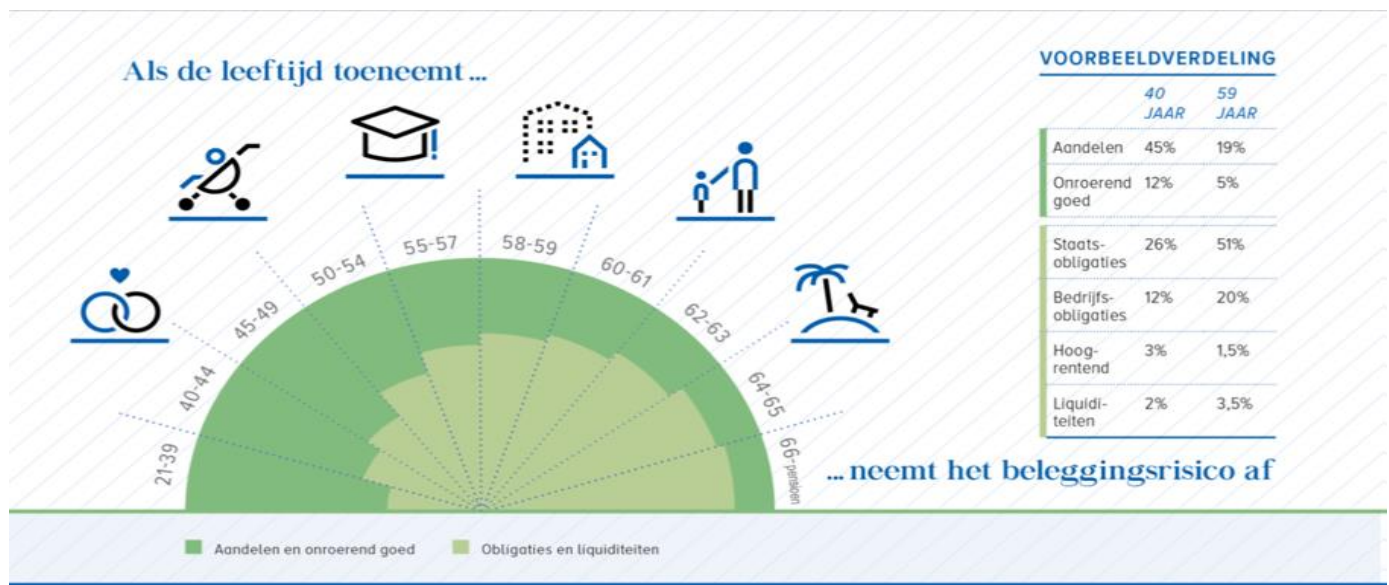 Als de leeftijd toeneemt ...
21-39
40-44
45-49
50-54
55-57
58-59
60-61
62-63
64-65
66-pensioen
VOORBEELDVERDELING
40 59
JAAR JAAR
Aandelen 45% 19%
Onroerend 12% 5%
goed
Staats- 26% 51%
obligaties
Bedrijfs- 12% 20%
obligaties
Hoog- 3% 1,5%
rentend
Liquidi- 2% 3,5%
teiten
... neemt het beleggingsrisico af
Aandelen en onroerend goed Obligaties en liquiditeiten